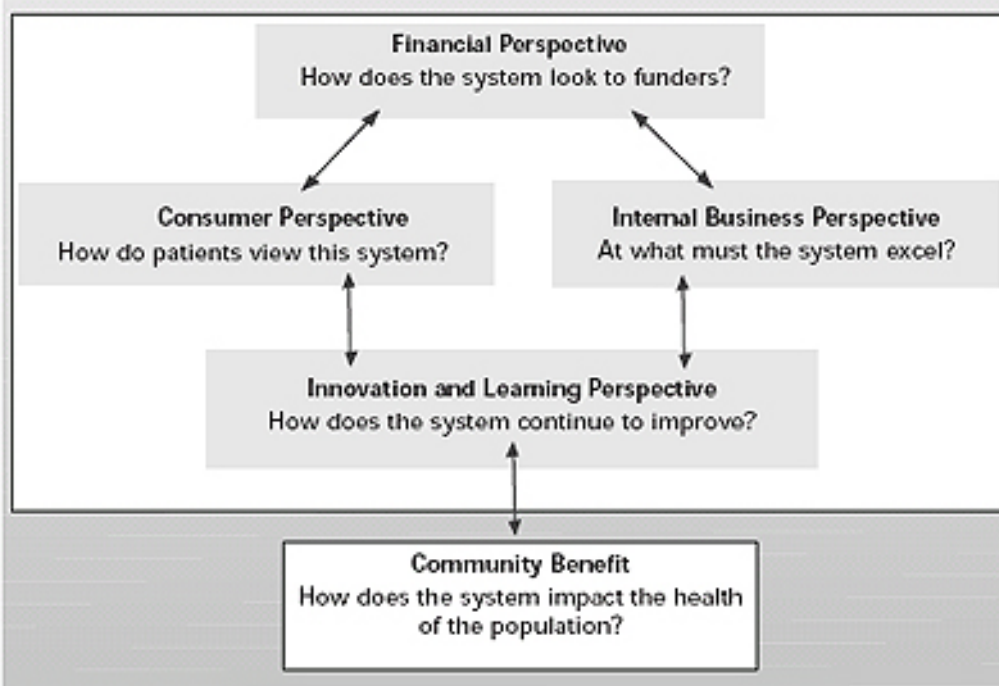 Financial Perspective
How does the system look to funders?
Consumer Perspective
How do patients view this system?
Internal Business Perspective
At what must the system excel?
Innovation and Learning Perspective
How does the system continue to improve?
Community Benefit
How does the system impact the health
of the population?